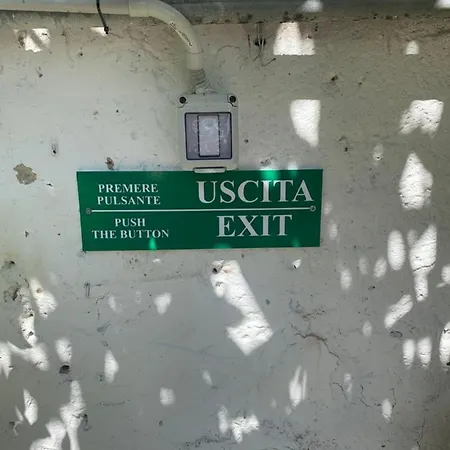 PREMERE
PULSANTE
USCITA
PUSH
THE BUTTON
EXIT